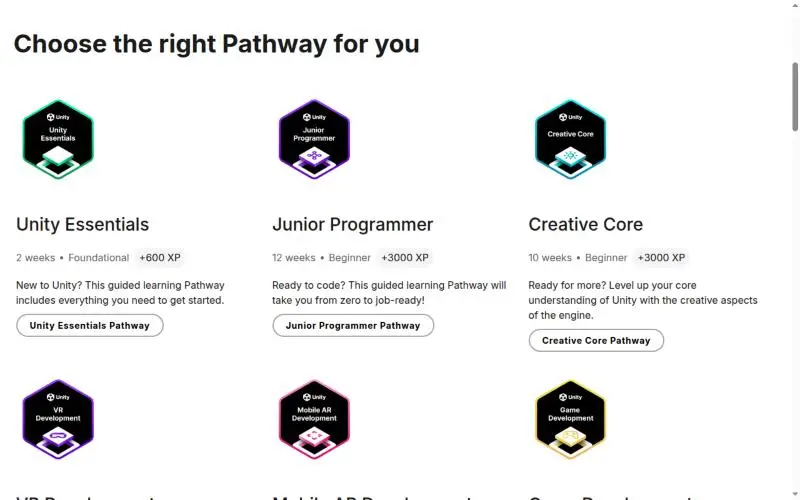 Choose the right Pathway for you
Unity
Unity
Essentials
Unity
Junior
Programmer
Unity
Creative Core
Unity Essentials
2 weeks • Foundational +600 XP
New to Unity? This guided learning Pathway
includes everything you need to get started.
Unity Essentials Pathway
Junior Programmer
12 weeks • Beginner +3000 XP
Ready to code? This guided learning Pathway will
take you from zero to job-ready!
Junior Programmer Pathway
Creative Core
10 weeks • Beginner +3000 XP
Ready for more? Level up your core
understanding of Unity with the creative aspects
of the engine.
Creative Core Pathway
Unity
VR
Development
Unity
Mobile AR
Development
Unity
Game
Development